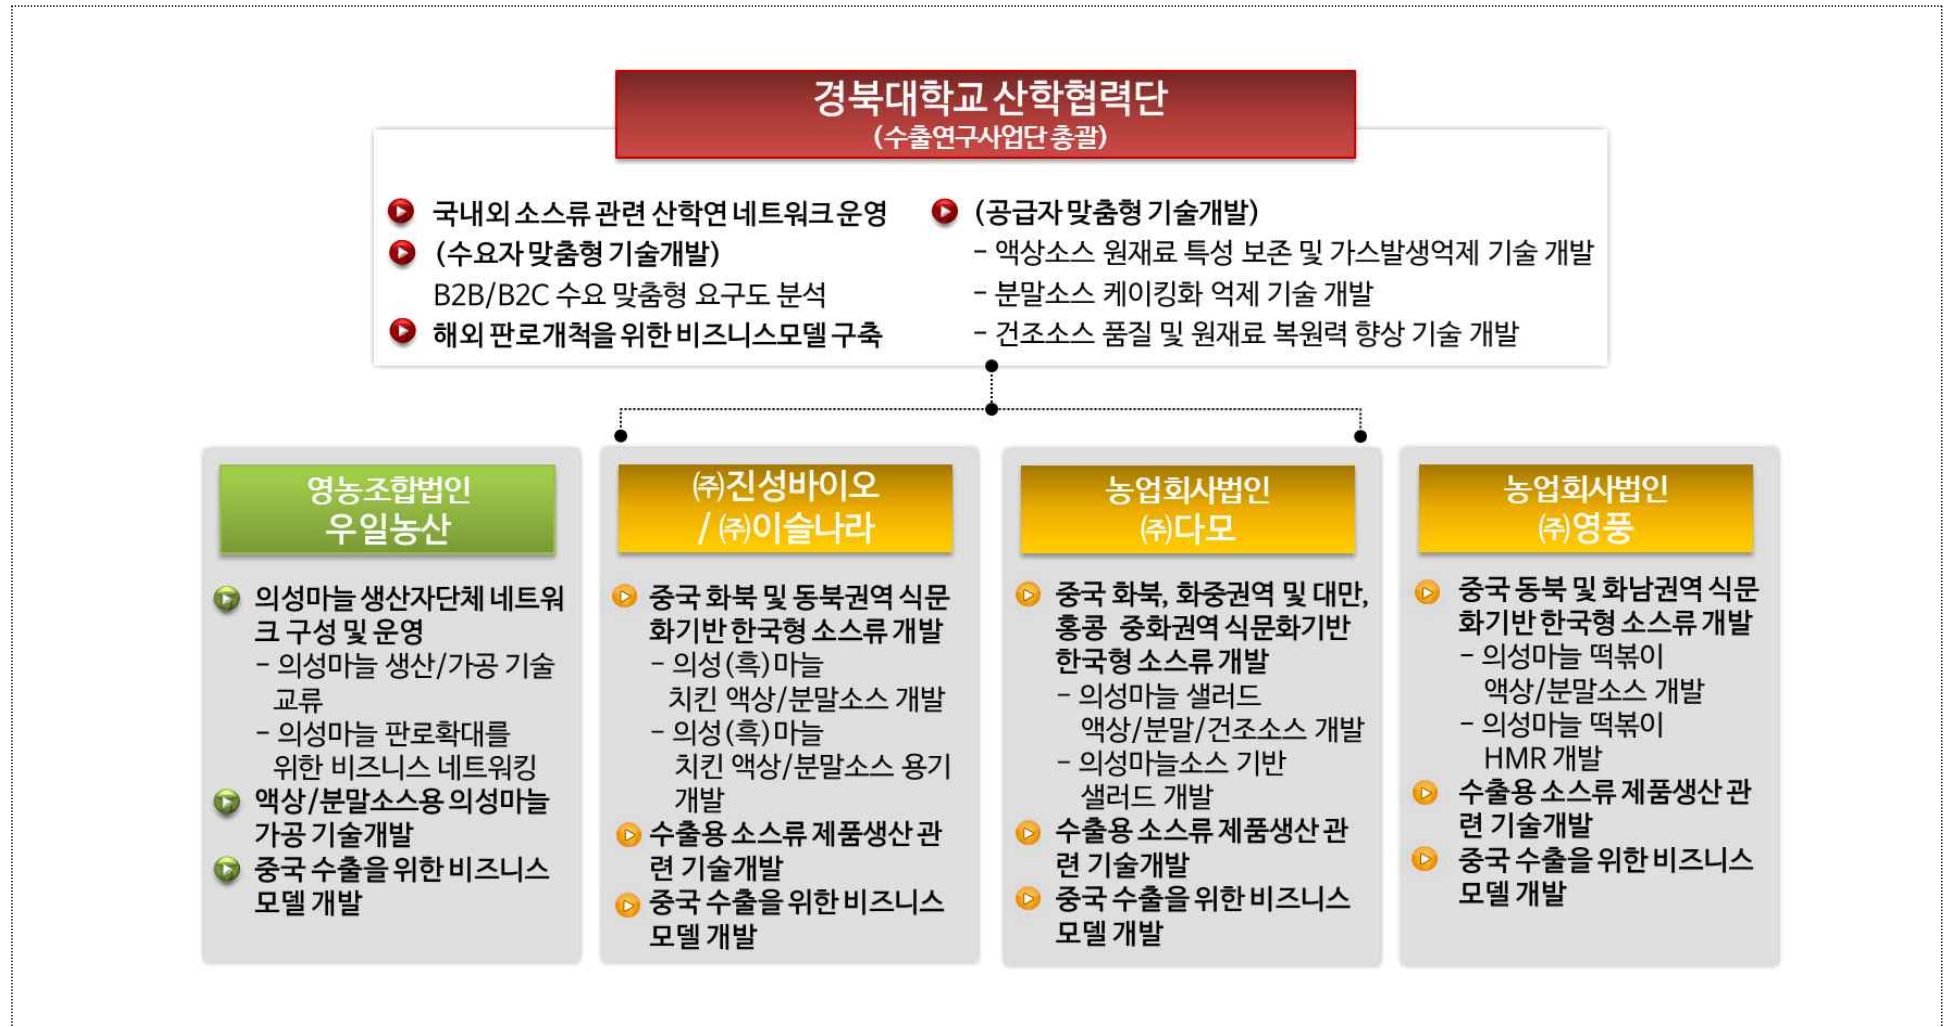 경북대학교 산학협력단
(수출연구사업단 총괄)
국내외 소스류 관련 산학연 네트워크 운영
(수요자 맞춤형 기술개발)
B2B/B2C 수요 맞춤형 요구도 분석
해외 판로개척을 위한 비즈니스모델 구축
(공급자 맞춤형 기술개발)
- 액상소스 원재료 특성 보존 및 가스발생억제 기술 개발
- 분말소스 케이킹화 억제 기술 개발
- 건조소스 품질 및 원재료 복원력 향상 기술 개발
영농조합법인
우일농산
의성마늘 생산자단체 네트워
크 구성 및 운영
- 의성마늘 생산/가공 기술
교류
- 의성마늘 판로확대를
위한 비즈니스 네트워킹
액상/분말소스용 의성마늘
가공 기술개발
중국 수출을 위한 비즈니스
모델 개발
㈜진성바이오
/ ㈜이슬나라
중국 화북 및 동북권역 식문
화기반 한국형 소스류 개발
- 의성(흑)마늘
치킨 액상/분말소스 개발
- 의성(흑)마늘
치킨 액상/분말소스 용기
개발
수출용 소스류 제품생산 관
련 기술개발
중국 수출을 위한 비즈니스
모델 개발
농업회사법인
㈜다모
중국 화북, 화중권역 및 대만,
홍콩 중화권역 식문화기반
한국형 소스류 개발
- 의성마늘 샐러드
액상/분말/건조소스 개발
- 의성마늘소스 기반
샐러드 개발
수출용 소스류 제품생산 관
련 기술개발
중국 수출을 위한 비즈니스
모델 개발
농업회사법인
㈜영풍
중국 동북 및 화남권역 식문
화기반 한국형 소스류 개발
- 의성마늘 떡볶이
액상/분말소스 개발
- 의성마늘 떡볶이
HMR 개발
수출용 소스류 제품생산 관
련 기술개발
중국 수출을 위한 비즈니스
모델 개발